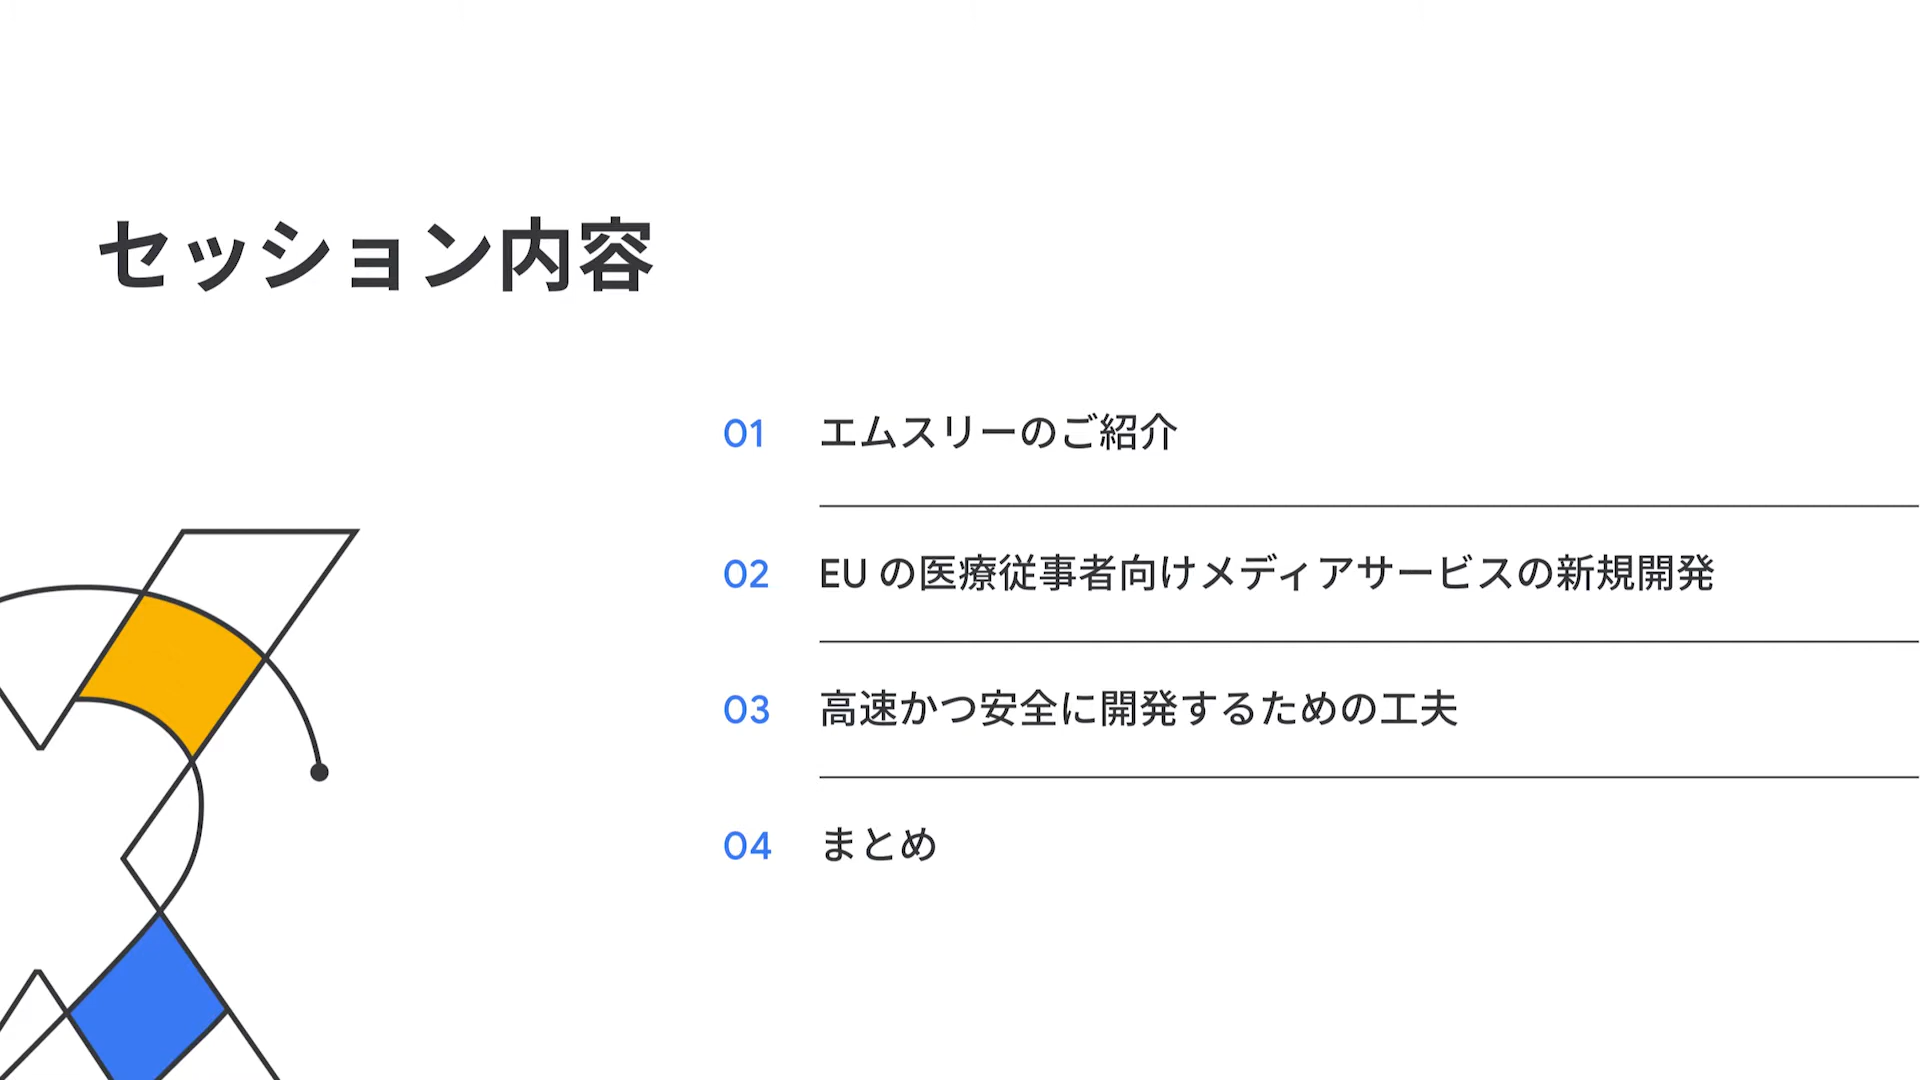 セッション内容
01 エムスリーのご紹介
02 EU の医療従事者向けメディアサービスの新規開発
03 高速かつ安全に開発するための工夫
04 まとめ